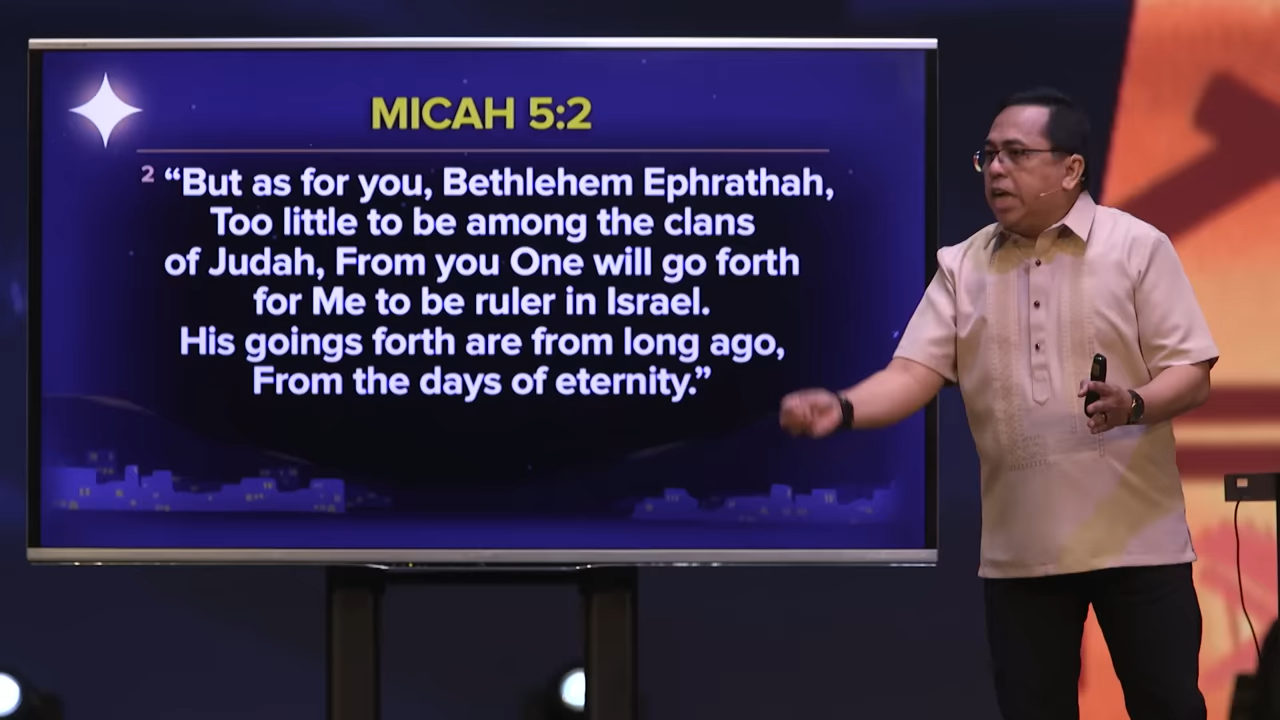 MICAH 5:2
2 “But as for you, Bethlehem Ephrathah,
Too little to be among the clans
of Judah, From you One will go forth
for Me to be ruler in Israel.
His goings forth are from long ago,
From the days of eternity.”